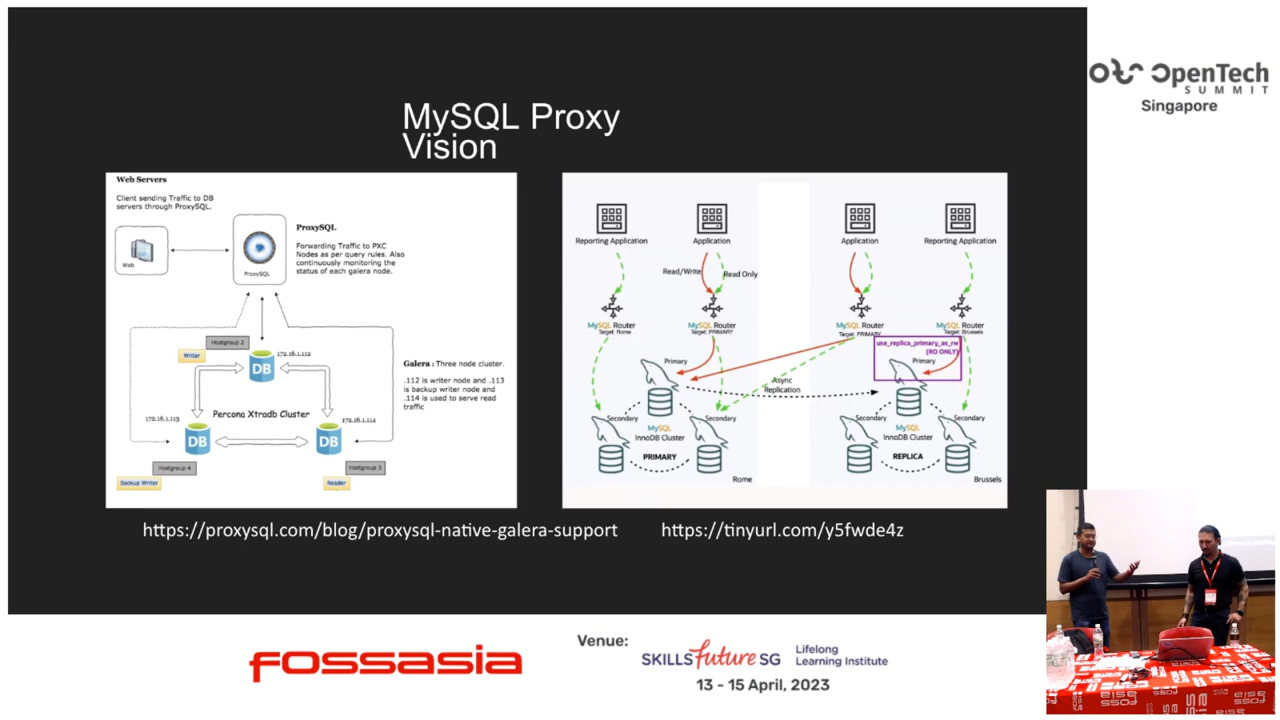 MySQL Proxy
Vision
Web Servers
Client sending Traffic to DB
servers through ProxySQL.
Web
ProxySQL
ProxySQL
Forwarding Traffic to PXC
Nodes as per query rules. Also
continuously monitoring the
status of each galera node.
Hostgroup 2
Writer
172.16.1.112
DB
Galera : Three node cluster.
.112 is writer node and .113
is backup writer node and
.114 is used to serve read
traffic
Percona Xtradb Cluster
172.16.1.113
172.16.1.114
DB
DB
Hostgroup 4
Hostgroup 3
Backup Writer
Reader
https://proxysql.com/blog/proxysql-native-galera-support
Reporting Application
Application
Application
Reporting Application
Read/Write
Read Only
MySQL Router
Target: Rome
MySQL Router
Target: PRIMARY
MySQL Router
Target: PRIMARY
MySQL Router
Target: Brussels
use_replica_primary_as_rw
(RO ONLY)
Primary
Primary
Async
Replication
Secondary
Secondary
Secondary
Secondary
MySQL
InnoDB Cluster
PRIMARY
MySQL
InnoDB Cluster
REPLICA
Rome
Brussels
https://tinyurl.com/y5fwde4z
OpenTech
SUMMIT
Singapore
FOSSASIA
Venue:
SKILLS future SG
Lifelong
Learning Institute
13 - 15 April, 2023